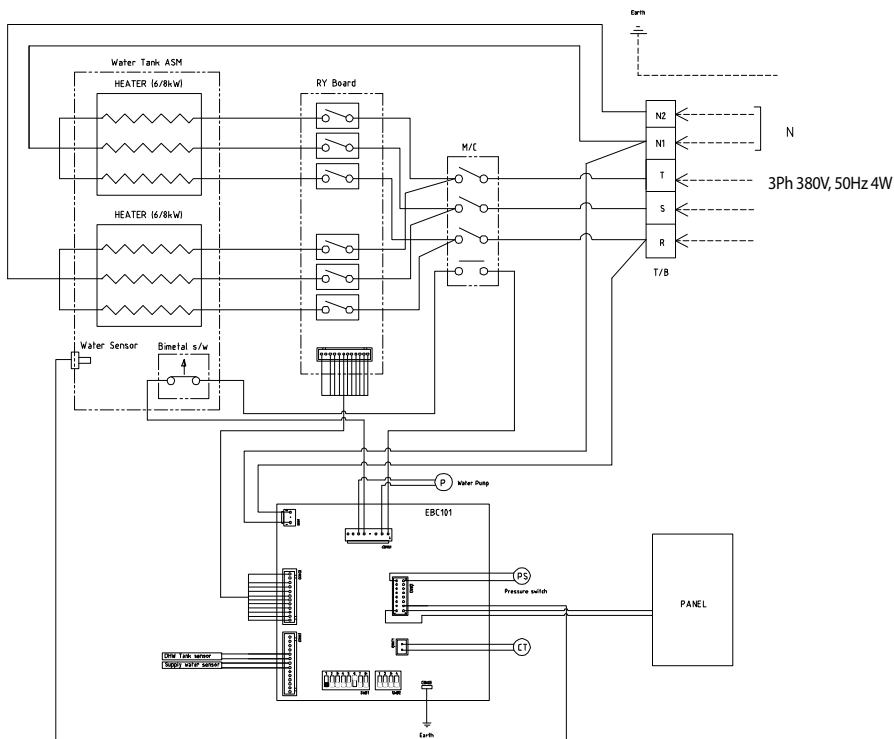 Earth
Water Tank ASM
HEATER (6/8kW)
RY Board
M/C
N2
N1
T
S
R
T/B
N
3Ph 380V, 50Hz 4W
HEATER (6/8kW)
Water Sensor
Bimetal s/w
P
Water Pump
EBC101
PS
Pressure switch
PANEL
CT
DHW Tank sensor
Supply water sensor
Earth